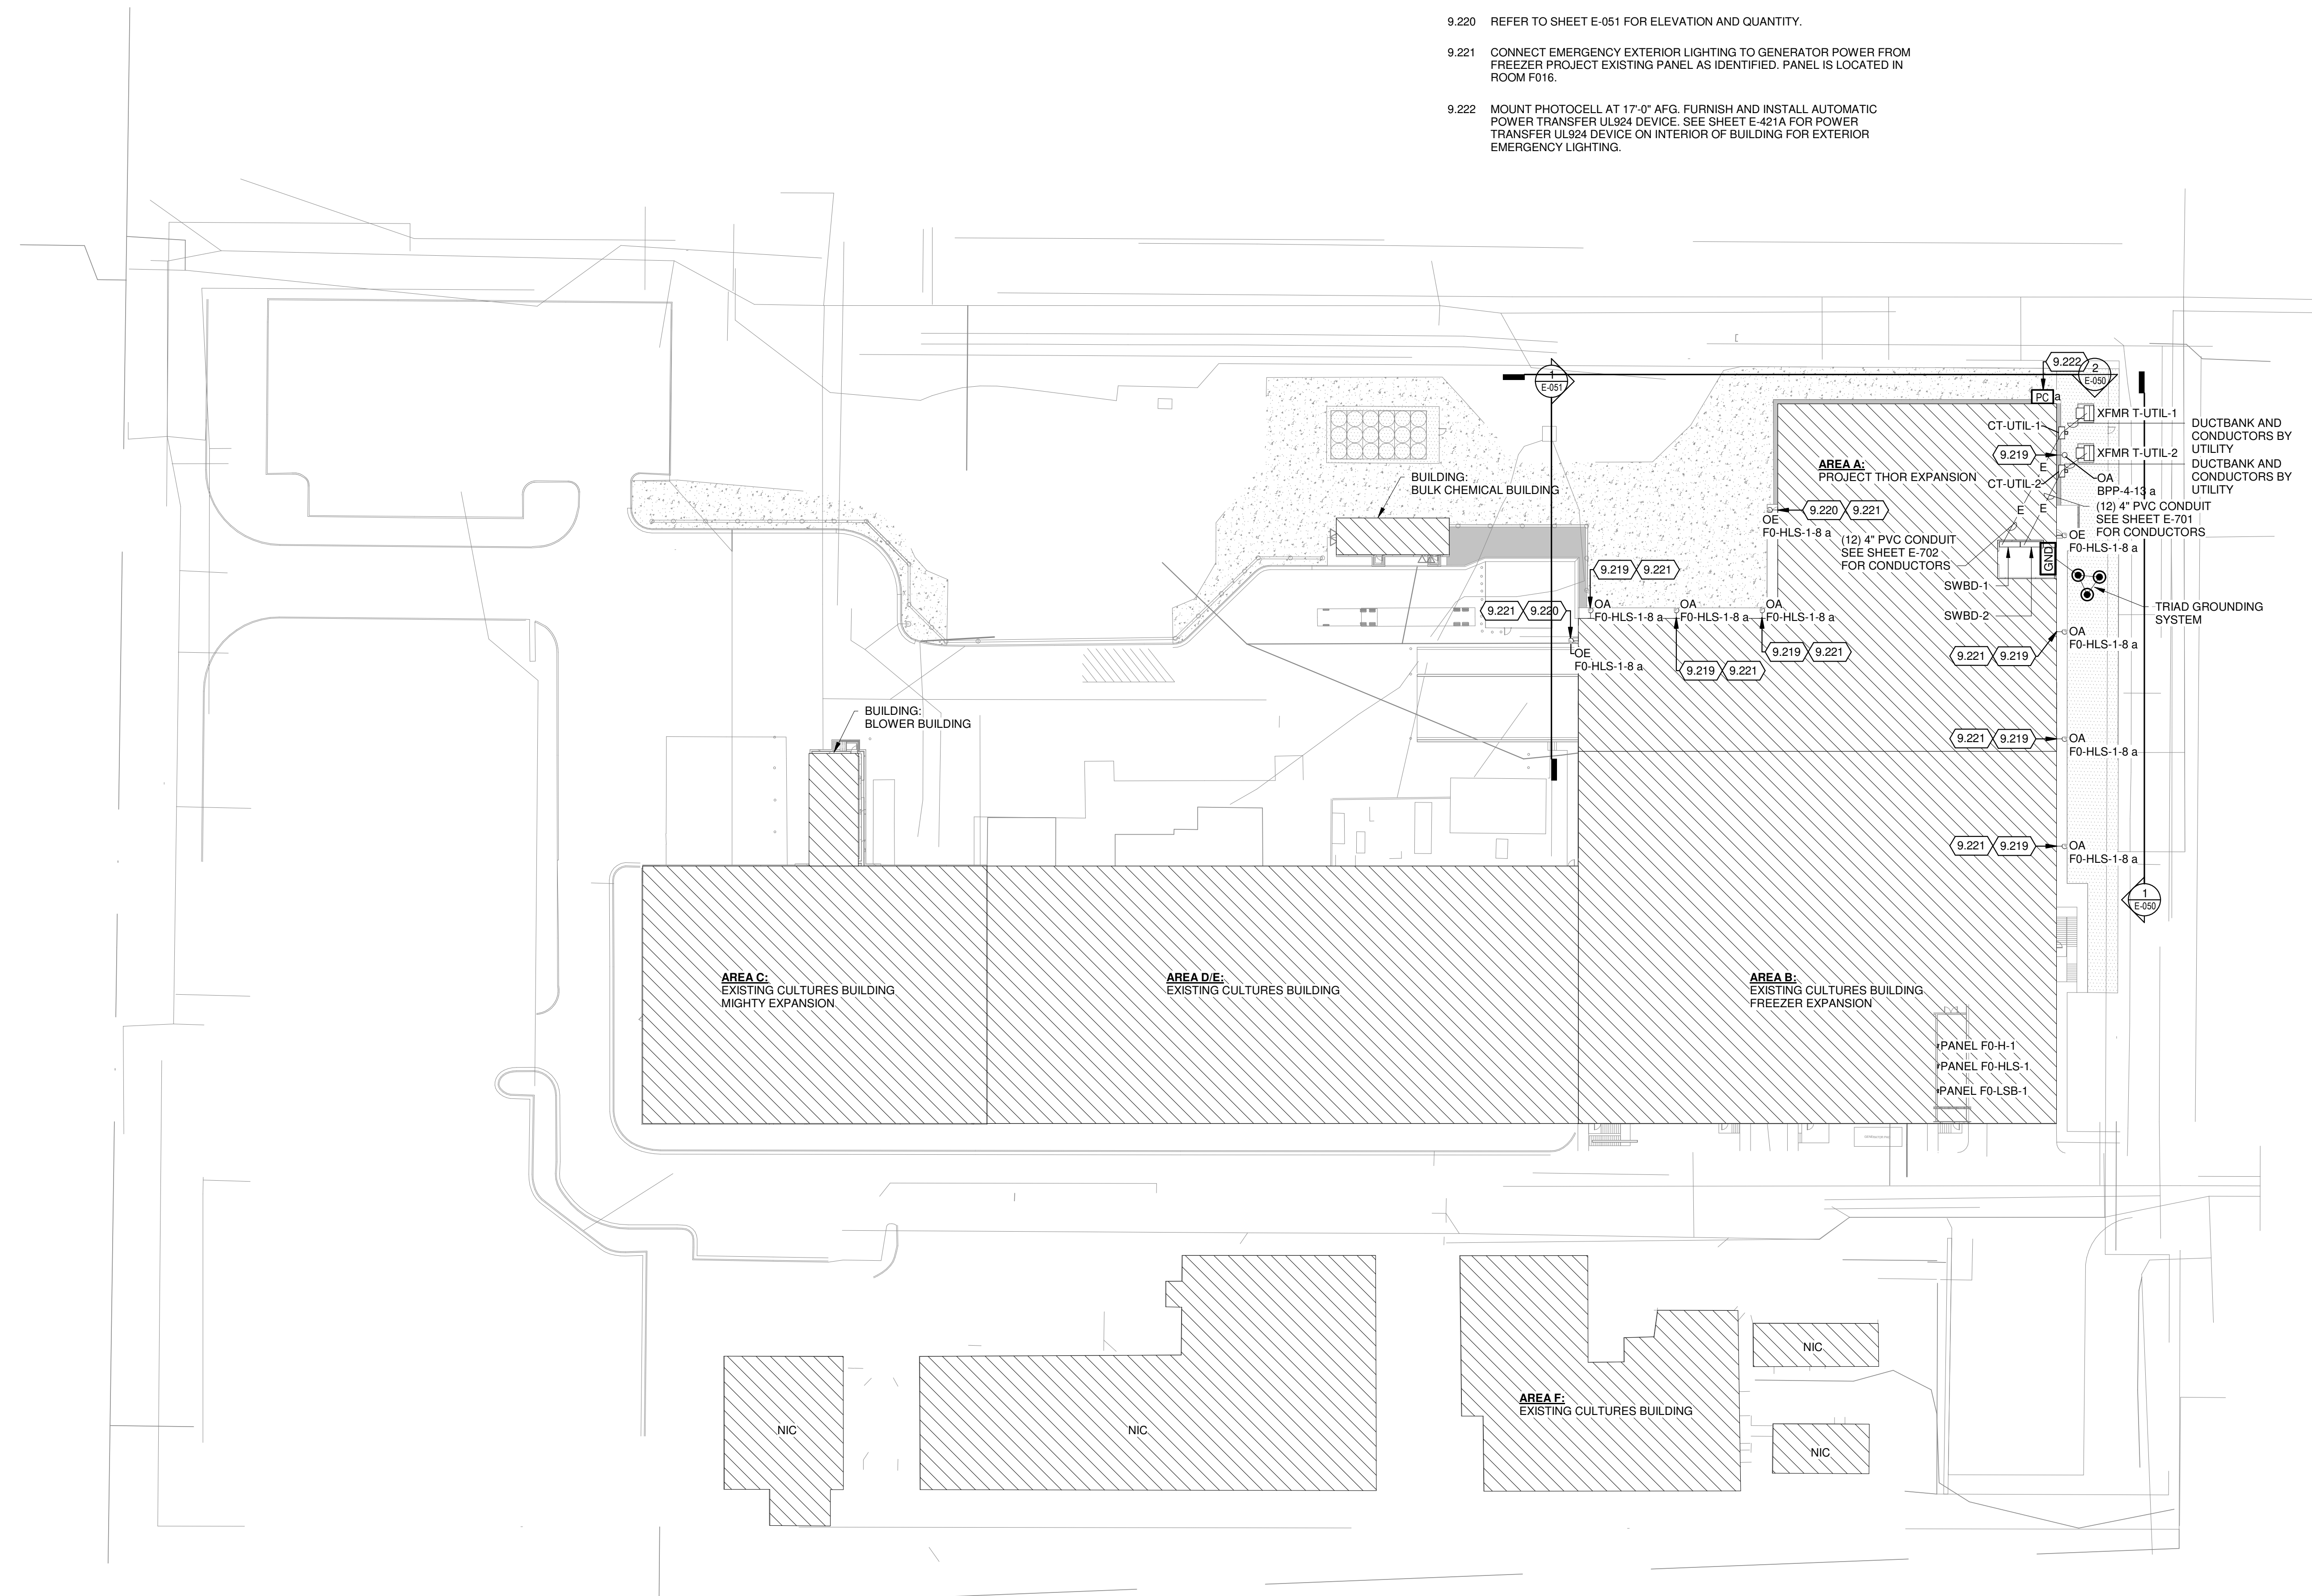 9.220 REFER TO SHEET E-051 FOR ELEVATION AND QUANTITY.
9.221 CONNECT EMERGENCY EXTERIOR LIGHTING TO GENERATOR POWER FROM
FREEZER PROJECT EXISTING PANEL AS IDENTIFIED. PANEL IS LOCATED IN
ROOM F016.
9.222 MOUNT PHOTOCELL AT 17'-0" AFG. FURNISH AND INSTALL AUTOMATIC
POWER TRANSFER UL924 DEVICE. SEE SHEET E-421A FOR POWER
TRANSFER UL924 DEVICE ON INTERIOR OF BUILDING FOR EXTERIOR
EMERGENCY LIGHTING.
1
E-051
9.222
2
E-050
PC a
XFMR T-UTIL-1
DUCTBANK AND
CONDUCTORS BY
UTILITY
CT-UTIL-1
9.219
XFMR T-UTIL-2
DUCTBANK AND
CONDUCTORS BY
UTILITY
AREA A:
PROJECT THOR EXPANSION
E
CT-UTIL-2
OA
BPP-4-13 a
(12) 4" PVC CONDUIT
SEE SHEET E-701
FOR CONDUCTORS
E
E
BUILDING:
BULK CHEMICAL BUILDING
9.220
9.221
OE
F0-HLS-1-8 a
(12) 4" PVC CONDUIT
SEE SHEET E-702
FOR CONDUCTORS
OE
F0-HLS-1-8 a
GND
SWBD-1
SWBD-2
TRIAD GROUNDING
SYSTEM
9.219
9.221
9.221
9.220
OA
F0-HLS-1-8 a
OA
F0-HLS-1-8 a
OA
F0-HLS-1-8 a
OE
F0-HLS-1-8 a
9.219
9.221
9.219
9.221
9.221
9.219
OA
F0-HLS-1-8 a
BUILDING:
BLOWER BUILDING
9.221
9.219
OA
F0-HLS-1-8 a
9.221
9.219
OA
F0-HLS-1-8 a
1
E-050
AREA C:
EXISTING CULTURES BUILDING
MIGHTY EXPANSION
AREA D/E:
EXISTING CULTURES BUILDING
AREA B:
EXISTING CULTURES BUILDING
FREEZER EXPANSION
PANEL F0-H-1
PANEL F0-HLS-1
PANEL F0-LSB-1
NIC
NIC
AREA F:
EXISTING CULTURES BUILDING
NIC
NIC